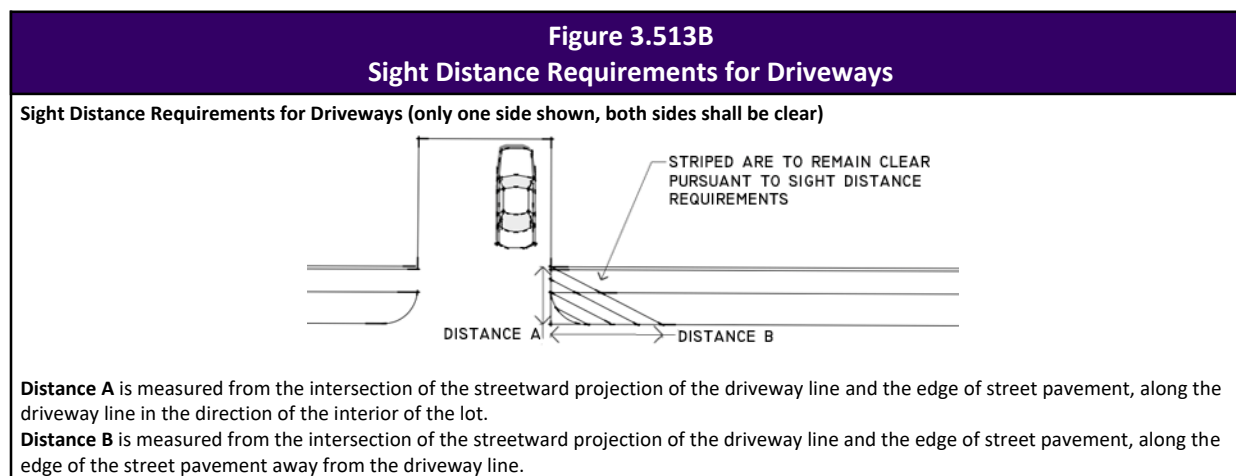 Figure 3.513B
Sight Distance Requirements for Driveways
Sight Distance Requirements for Driveways (only one side shown, both sides shall be clear)
STRIPED ARE TO REMAIN CLEAR
PURSUANT TO SIGHT DISTANCE
REQUIREMENTS
DISTANCE A
DISTANCE B
Distance A is measured from the intersection of the streetward projection of the driveway line and the edge of street pavement, along the
driveway line in the direction of the interior of the lot.
Distance B is measured from the intersection of the streetward projection of the driveway line and the edge of street pavement, along the
edge of the street pavement away from the driveway line.